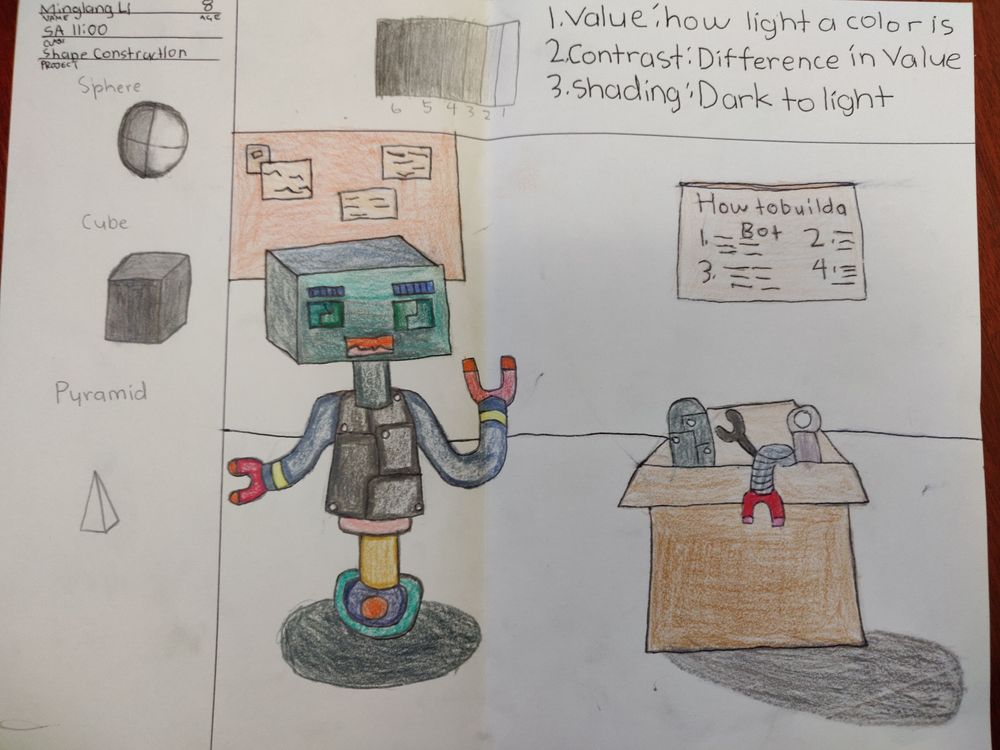 Minglang Li 8
NAME AGE
SA 11:00
CLASS
Shape Construction
PROJECT
Sphere
Cube
Pyramid
6 5 4 3 2 1
1. Value: how light a color is
2. Contrast: Difference in Value
3. Shading: Dark to light
How to build a
Bot
1. 2.
3. 4.